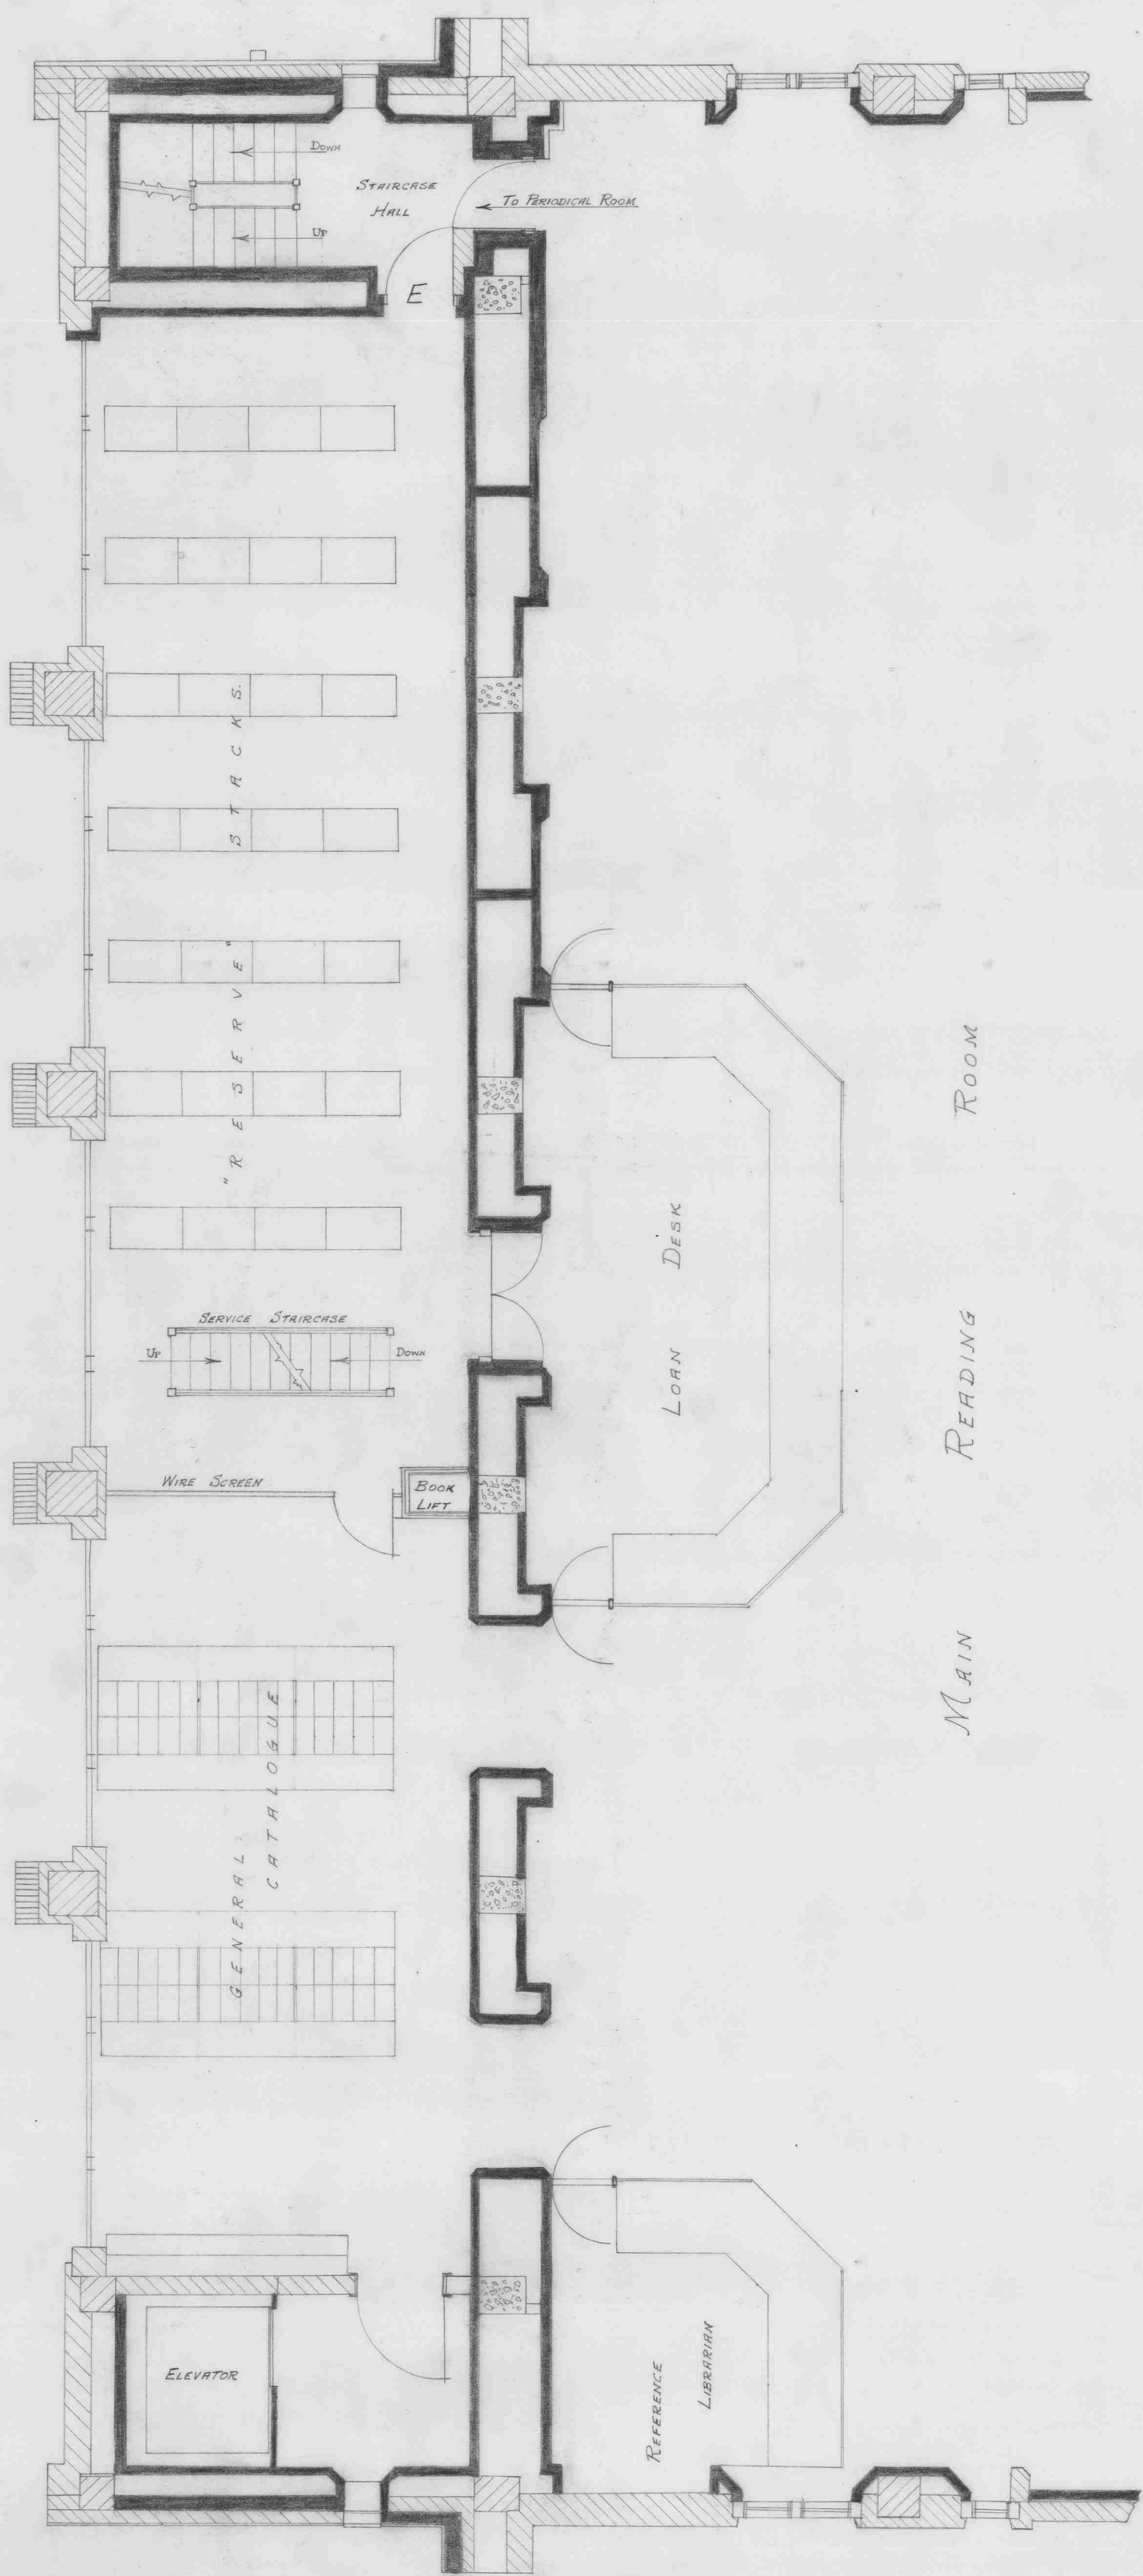 DOWN
STAIRCASE
HALL
TO PERIODICAL ROOM
UP
E
"RESERVE" STACKS.
SERVICE STAIRCASE
UP
DOWN
LOAN DESK
MAIN READING ROOM
WIRE SCREEN
BOOK
LIFT
GENERAL
CATALOGUE
ELEVATOR
REFERENCE
LIBRARIAN